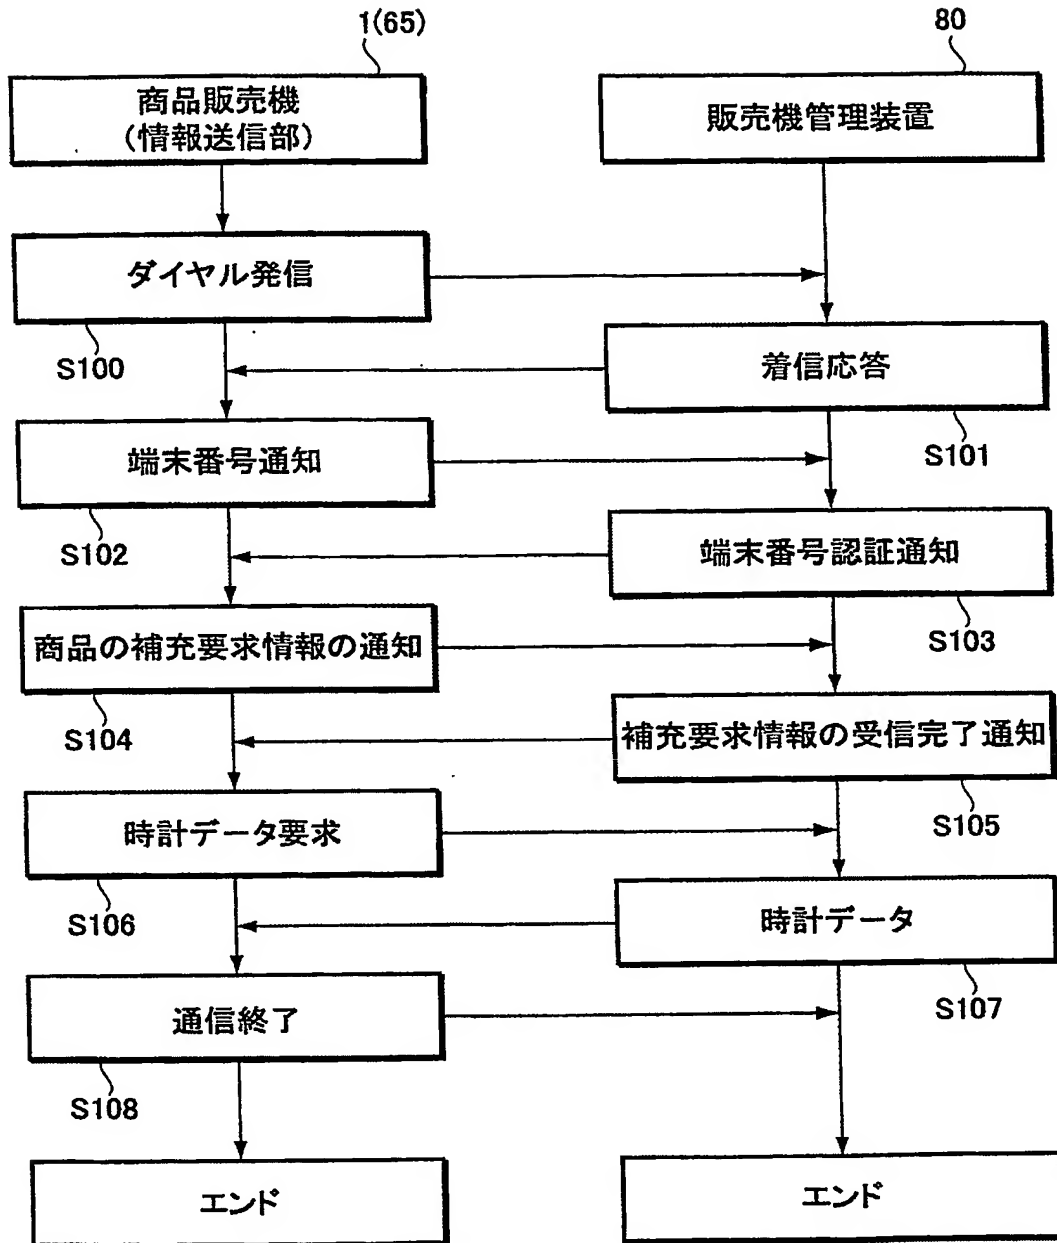 1(65)
80
商品販売機
(情報送信部)
販売機管理装置
ダイヤル発信
S100
着信応答
S101
端末番号通知
S102
端末番号認証通知
S103
商品の補充要求情報の通知
S104
補充要求情報の受信完了通知
S105
時計データ要求
S106
時計データ
S107
通信終了
S108
エンド
エンド